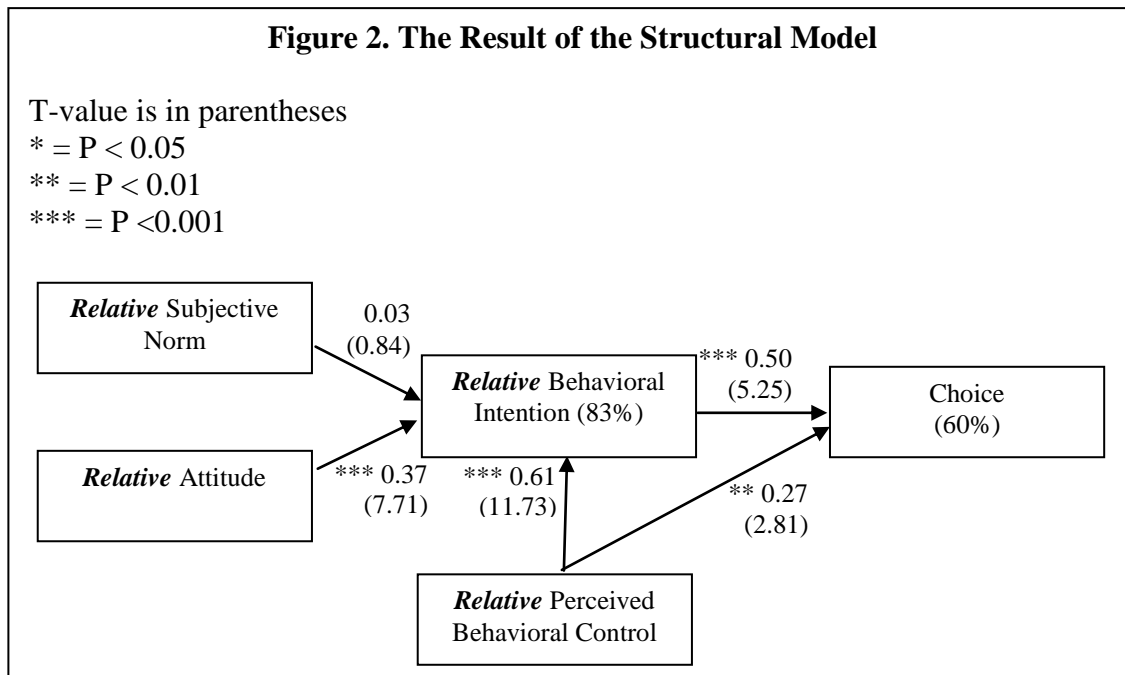 Figure 2. The Result of the Structural Model
T-value is in parentheses
* = P < 0.05
** = P < 0.01
*** = P <0.001
Relative Subjective
Norm
0.03
(0.84)
Relative Behavioral
Intention (83%)
*** 0.50
(5.25)
Choice
(60%)
Relative Attitude
*** 0.37
(7.71)
*** 0.61
(11.73)
** 0.27
(2.81)
Relative Perceived
Behavioral Control